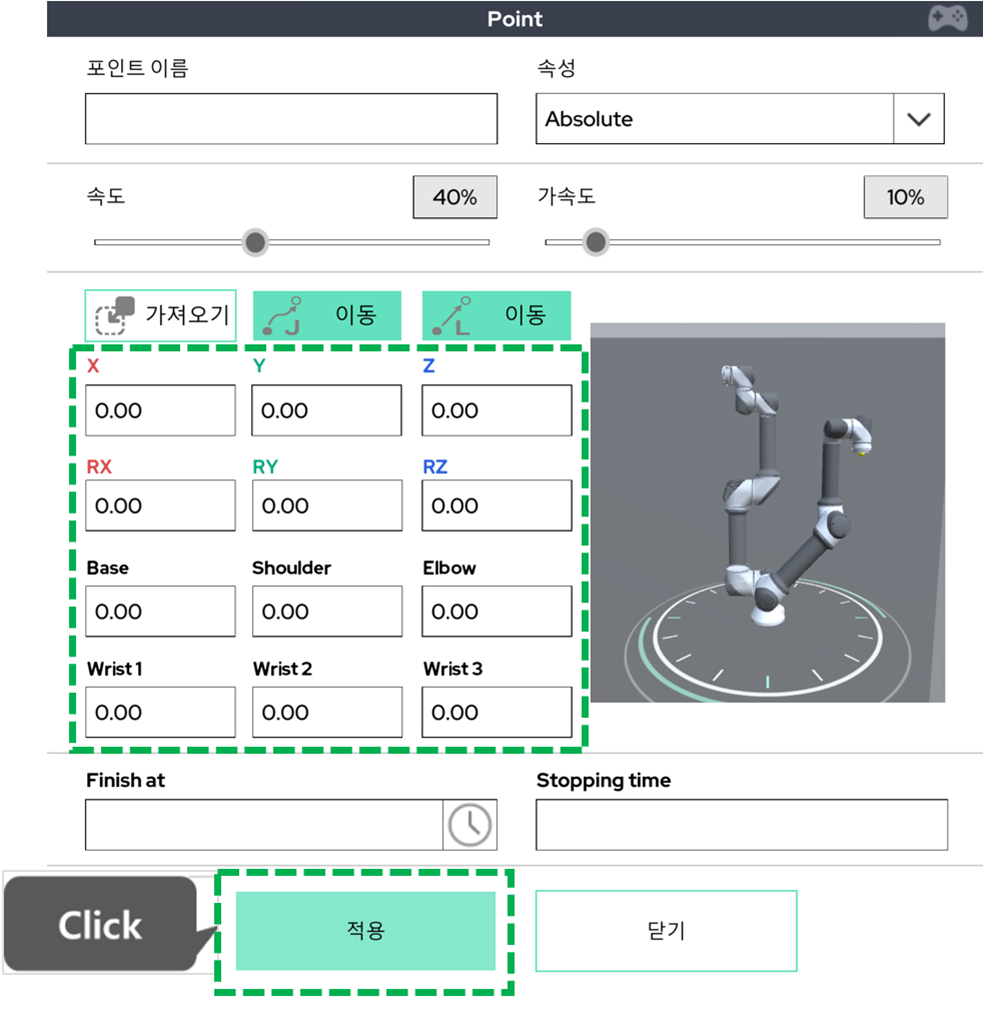 Point
포인트 이름
속성
Absolute
속도
40%
가속도
10%
가져오기
J 이동
L 이동
X
Y
Z
0.00
0.00
0.00
RX
RY
RZ
0.00
0.00
0.00
Base
Shoulder
Elbow
0.00
0.00
0.00
Wrist 1
Wrist 2
Wrist 3
0.00
0.00
0.00
Finish at
Stopping time
Click
적용
닫기